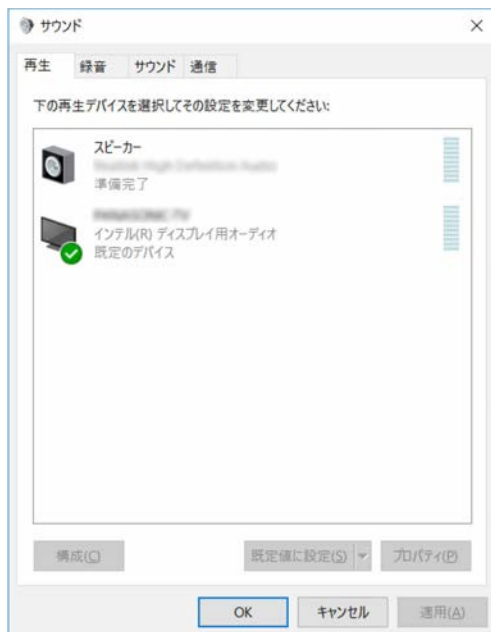 サウンド
再生 録音 サウンド 通信
下の再生デバイスを選択してその設定を変更してください:
スピーカー
準備完了
インテル(R) ディスプレイ用オーディオ
既定のデバイス
構成(C) 既定値に設定(S) プロパティ(P)
OK キャンセル 適用(A)